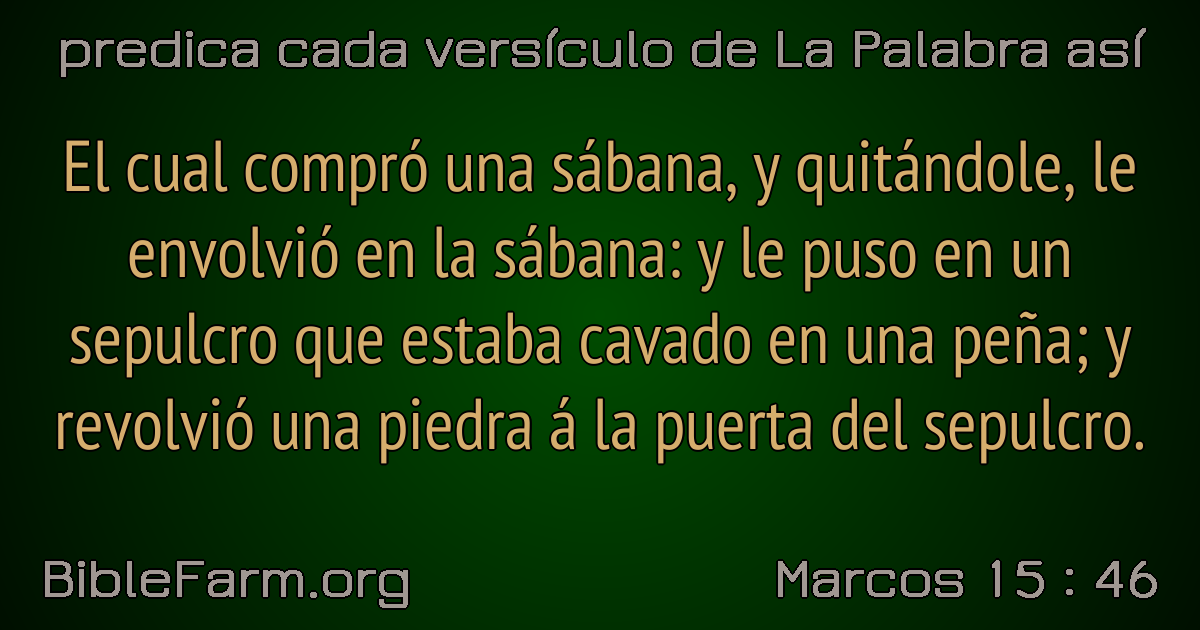 predica cada versículo de La Palabra así
El cual compró una sábana, y quitándole, le
envolvió en la sábana: y le puso en un
sepulcro que estaba cavado en una peña; y
revolvió una piedra á la puerta del sepulcro.
BibleFarm.org
Marcos 15 : 46